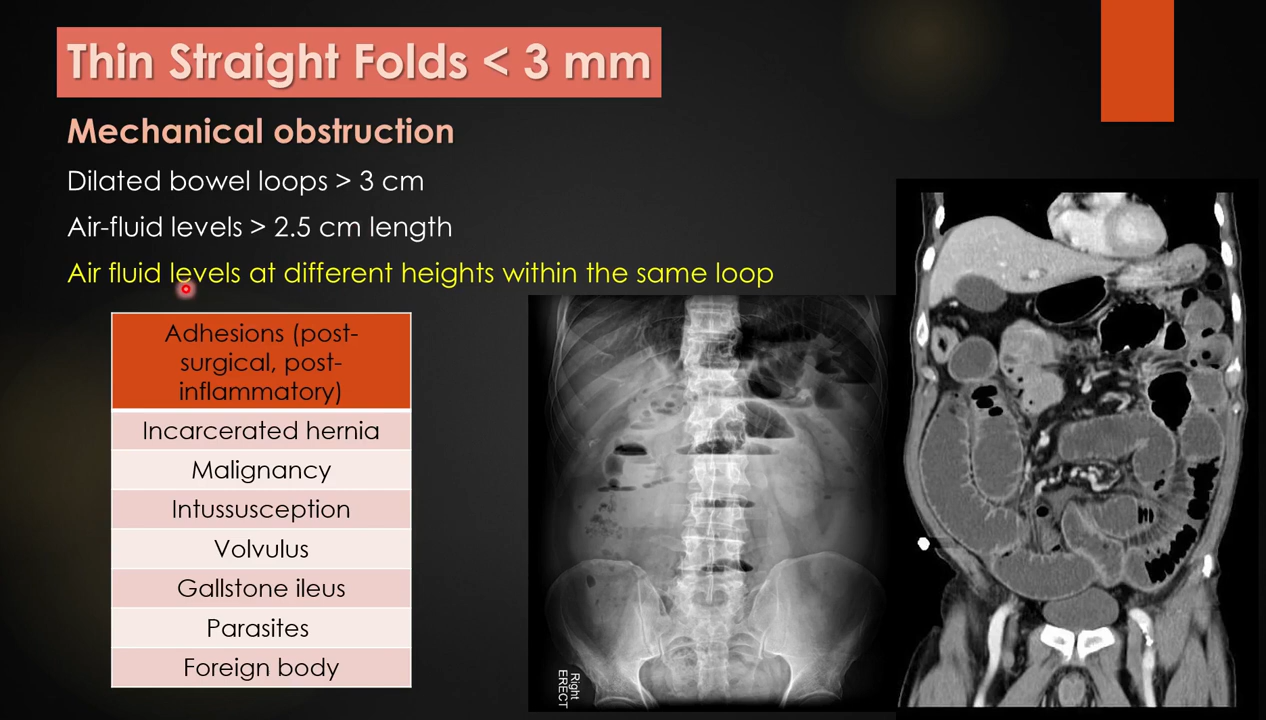 Thin Straight Folds < 3 mm
Mechanical obstruction
Dilated bowel loops > 3 cm
Air-fluid levels > 2.5 cm length
Air fluid levels at different heights within the same loop
Adhesions (post-
surgical, post-
inflammatory)
Incarcerated hernia
Malignancy
Intussusception
Volvulus
Gallstone ileus
Parasites
Foreign body
Right
ERECT